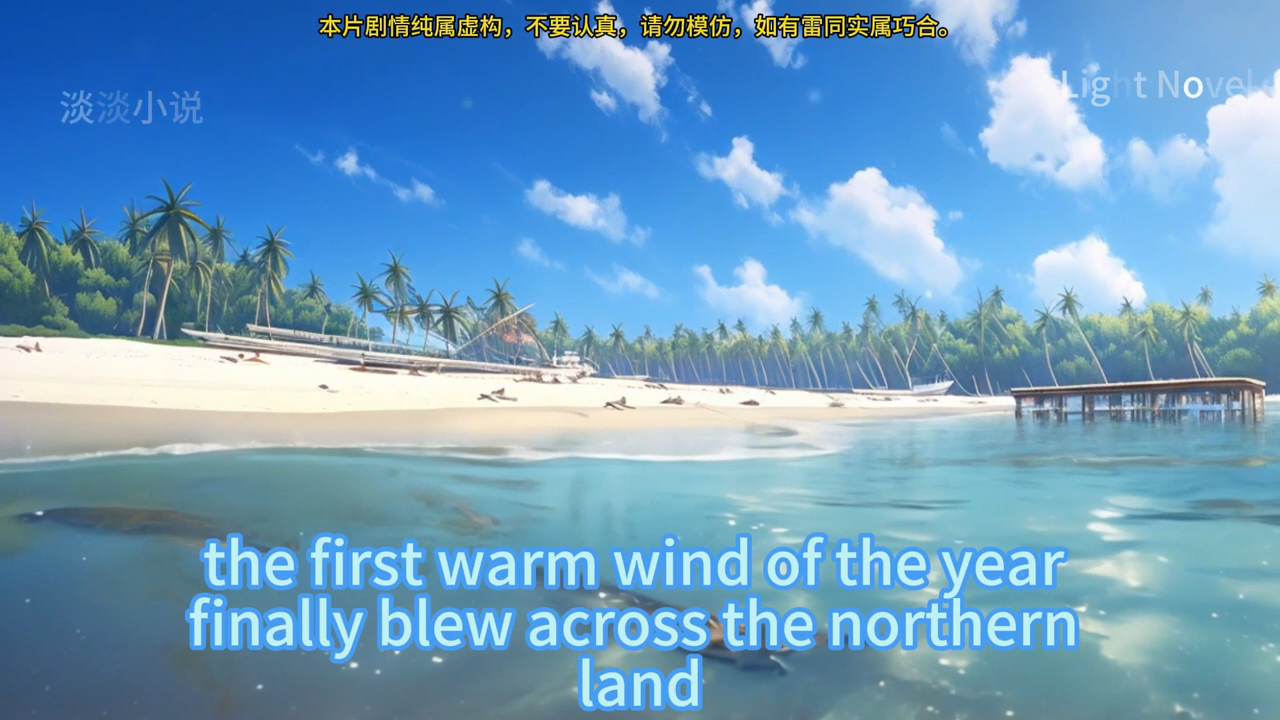 本片剧情纯属虚构，不要认真，请勿模仿，如有雷同实属巧合。
淡淡小说
Light Novel
the first warm wind of the year
finally blew across the northern
land